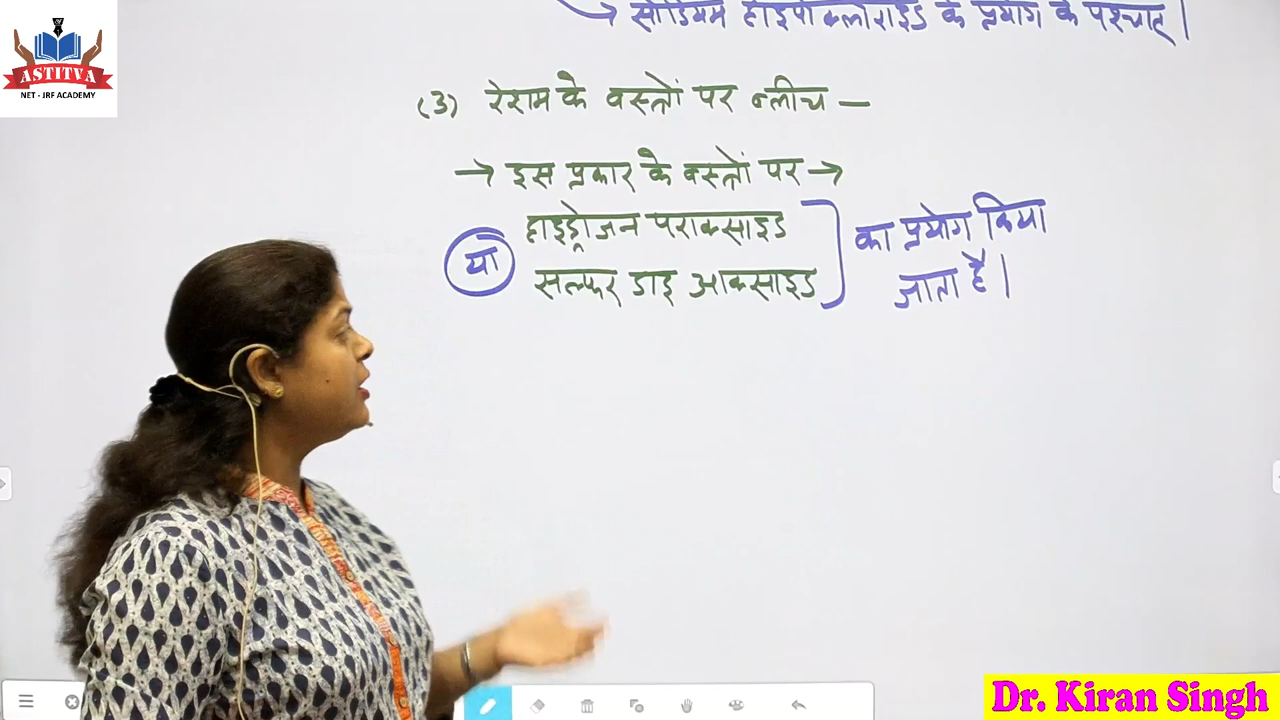 सोडियम हाइपोक्लोराइड के प्रयोग के पश्चात्।
ASTITVA
NET - JRF ACADEMY
(3) रेशम के वस्त्रों पर ब्लीच —
→ इस प्रकार के वस्त्रों पर →
हाइड्रोजन पराक्साइड
या
सल्फर डाइ आक्साइड
का प्रयोग किया
जाता है।
Dr. Kiran Singh